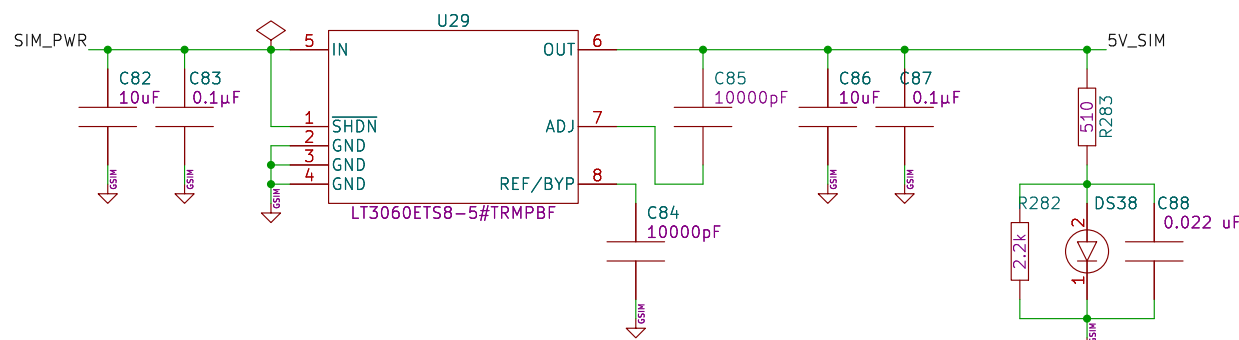 U29
SIM_PWR
5
IN
OUT
6
5V_SIM
C82
10uF
C83
0.1µF
C85
10000pF
C86
10uF
C87
0.1µF
510
R283
1
SHDN
ADJ
7
2
GND
3
GND
4
GND
REF/BYP
8
GSIM
GSIM
GSIM
GSIM
GSIM
LT3060ETS8-5#TRMPBF
C84
10000pF
R282
2.2k
DS38
2
1
C88
0.022 uF
GSIM
GSIM